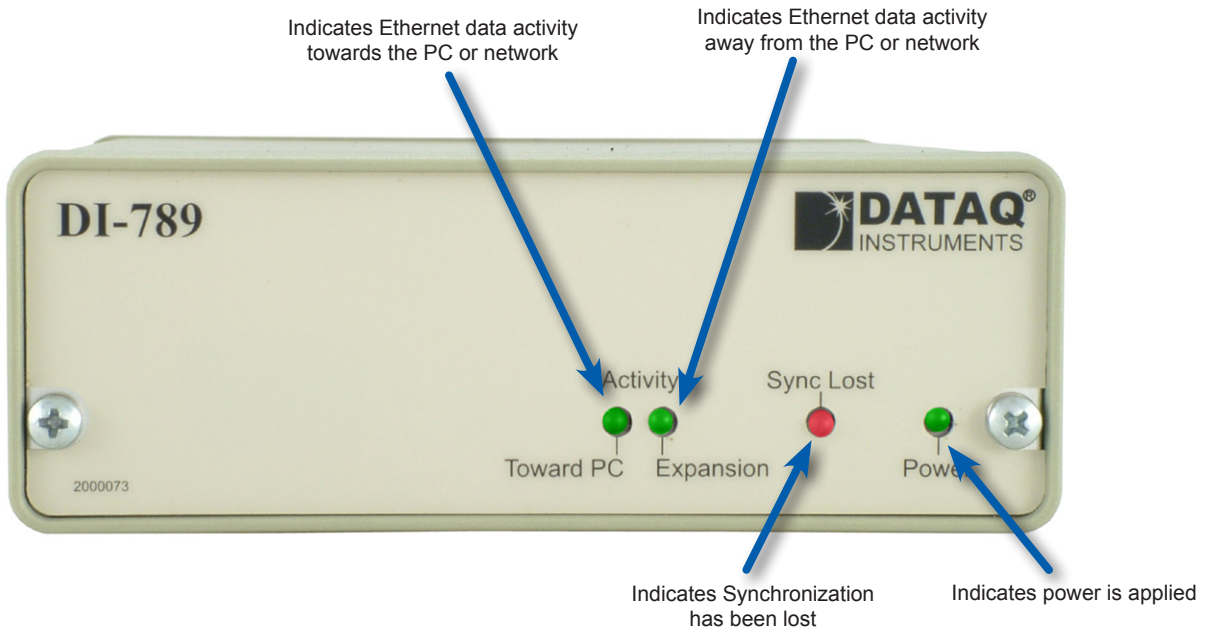 Indicates Ethernet data activity
towards the PC or network
Indicates Ethernet data activity
away from the PC or network
DI-789
DATAQ®
INSTRUMENTS
Activity
Sync Lost
Toward PC
Expansion
Power
2000073
Indicates Synchronization
has been lost
Indicates power is applied